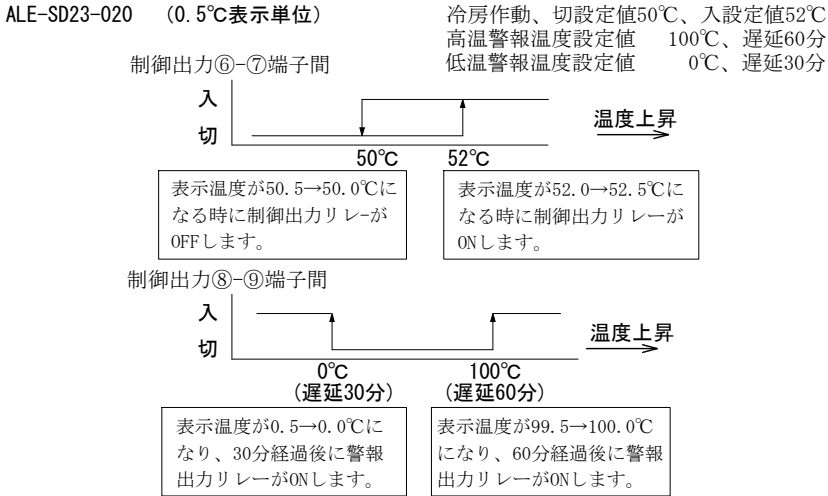 ALE-SD23-020 (0.5℃表示単位)
冷房作動、切設定値50℃、入設定値52℃
高温警報温度設定値 100℃、遅延60分
低温警報温度設定値 0℃、遅延30分
制御出力⑥-⑦端子間
入
切
温度上昇
50℃ 52℃
表示温度が50.5→50.0℃に
なる時に制御出力リレ-が
OFFします。
表示温度が52.0→52.5℃に
なる時に制御出力リレーが
ONします。
制御出力⑧-⑨端子間
入
切
温度上昇
0℃ 100℃
(遅延30分) (遅延60分)
表示温度が0.5→0.0℃に
なり、30分経過後に警報
出力リレーがONします。
表示温度が99.5→100.0℃
になり、60分経過後に警報
出力リレーがONします。